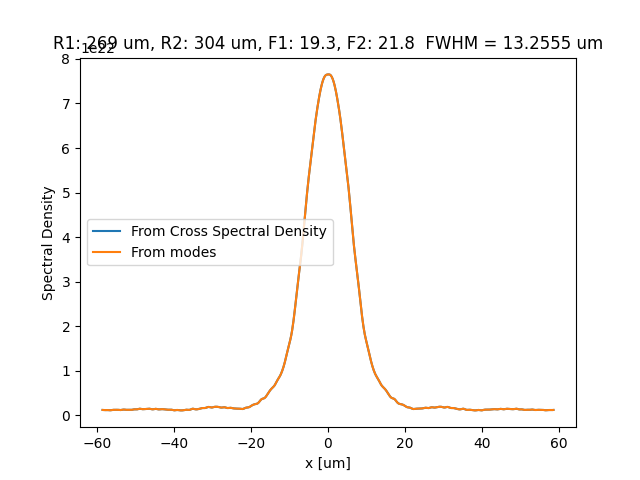 R1: 269 um, R2: 304 um, F1: 19.3, F2: 21.8  FWHM = 13.2555 um
1e22
8
7
6
5
4
3
2
1
0
Spectral Density
From Cross Spectral Density
From modes
−60 −40 −20 0 20 40 60
x [um]